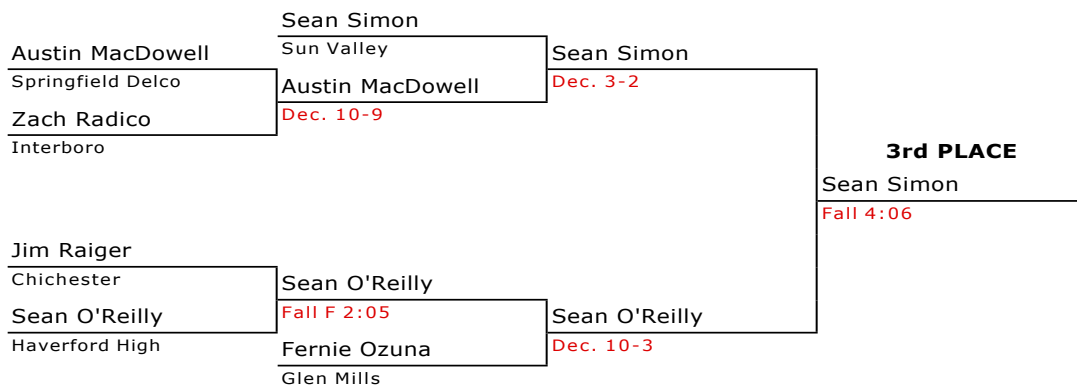 Sean Simon
Sun Valley
Austin MacDowell
Springfield Delco
Sean Simon
Dec. 3-2
Austin MacDowell
Dec. 10-9
Zach Radico
Interboro
3rd PLACE
Sean Simon
Fall 4:06
Jim Raiger
Chichester
Sean O'Reilly
Fall F 2:05
Sean O'Reilly
Haverford High
Sean O'Reilly
Dec. 10-3
Fernie Ozuna
Glen Mills